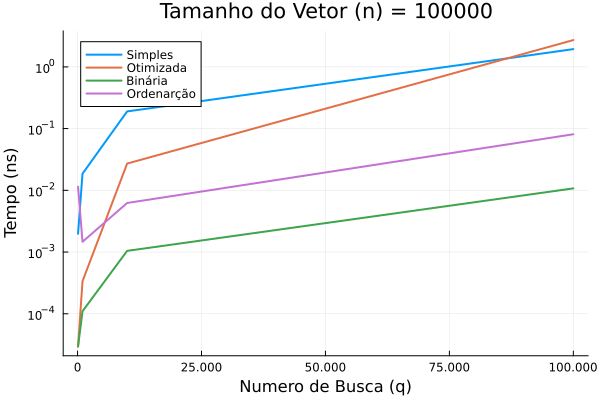 Tamanho do Vetor (n) = 100000
Simples
Otimizada
Binária
Ordenarção
Tempo (ns)
10⁰
10⁻¹
10⁻²
10⁻³
10⁻⁴
0 25.000 50.000 75.000 100.000
Numero de Busca (q)